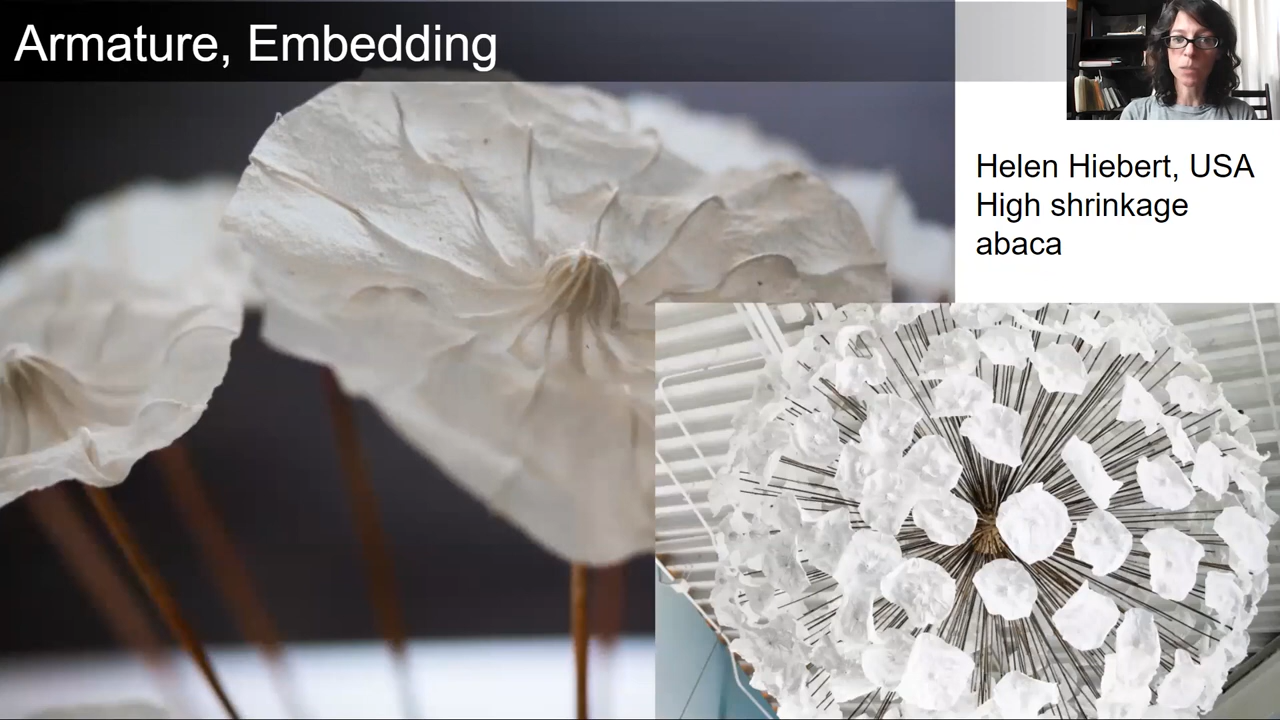 Armature, Embedding
Helen Hiebert, USA
High shrinkage
abaca